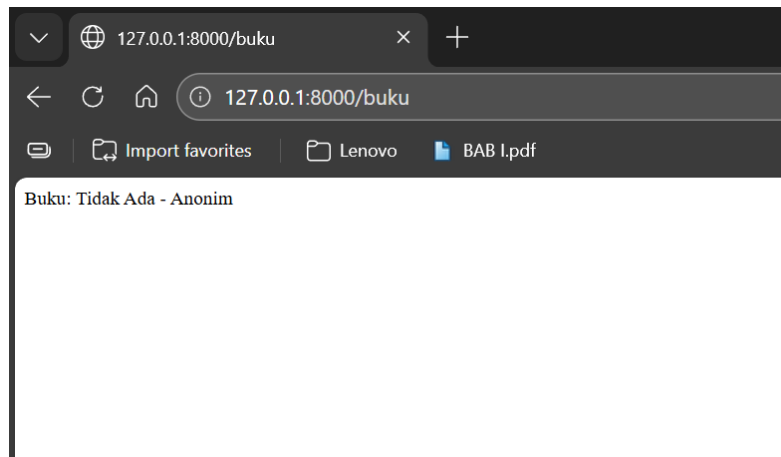 127.0.0.1:8000/buku
127.0.0.1:8000/buku
Import favorites Lenovo BAB I.pdf
Buku: Tidak Ada - Anonim